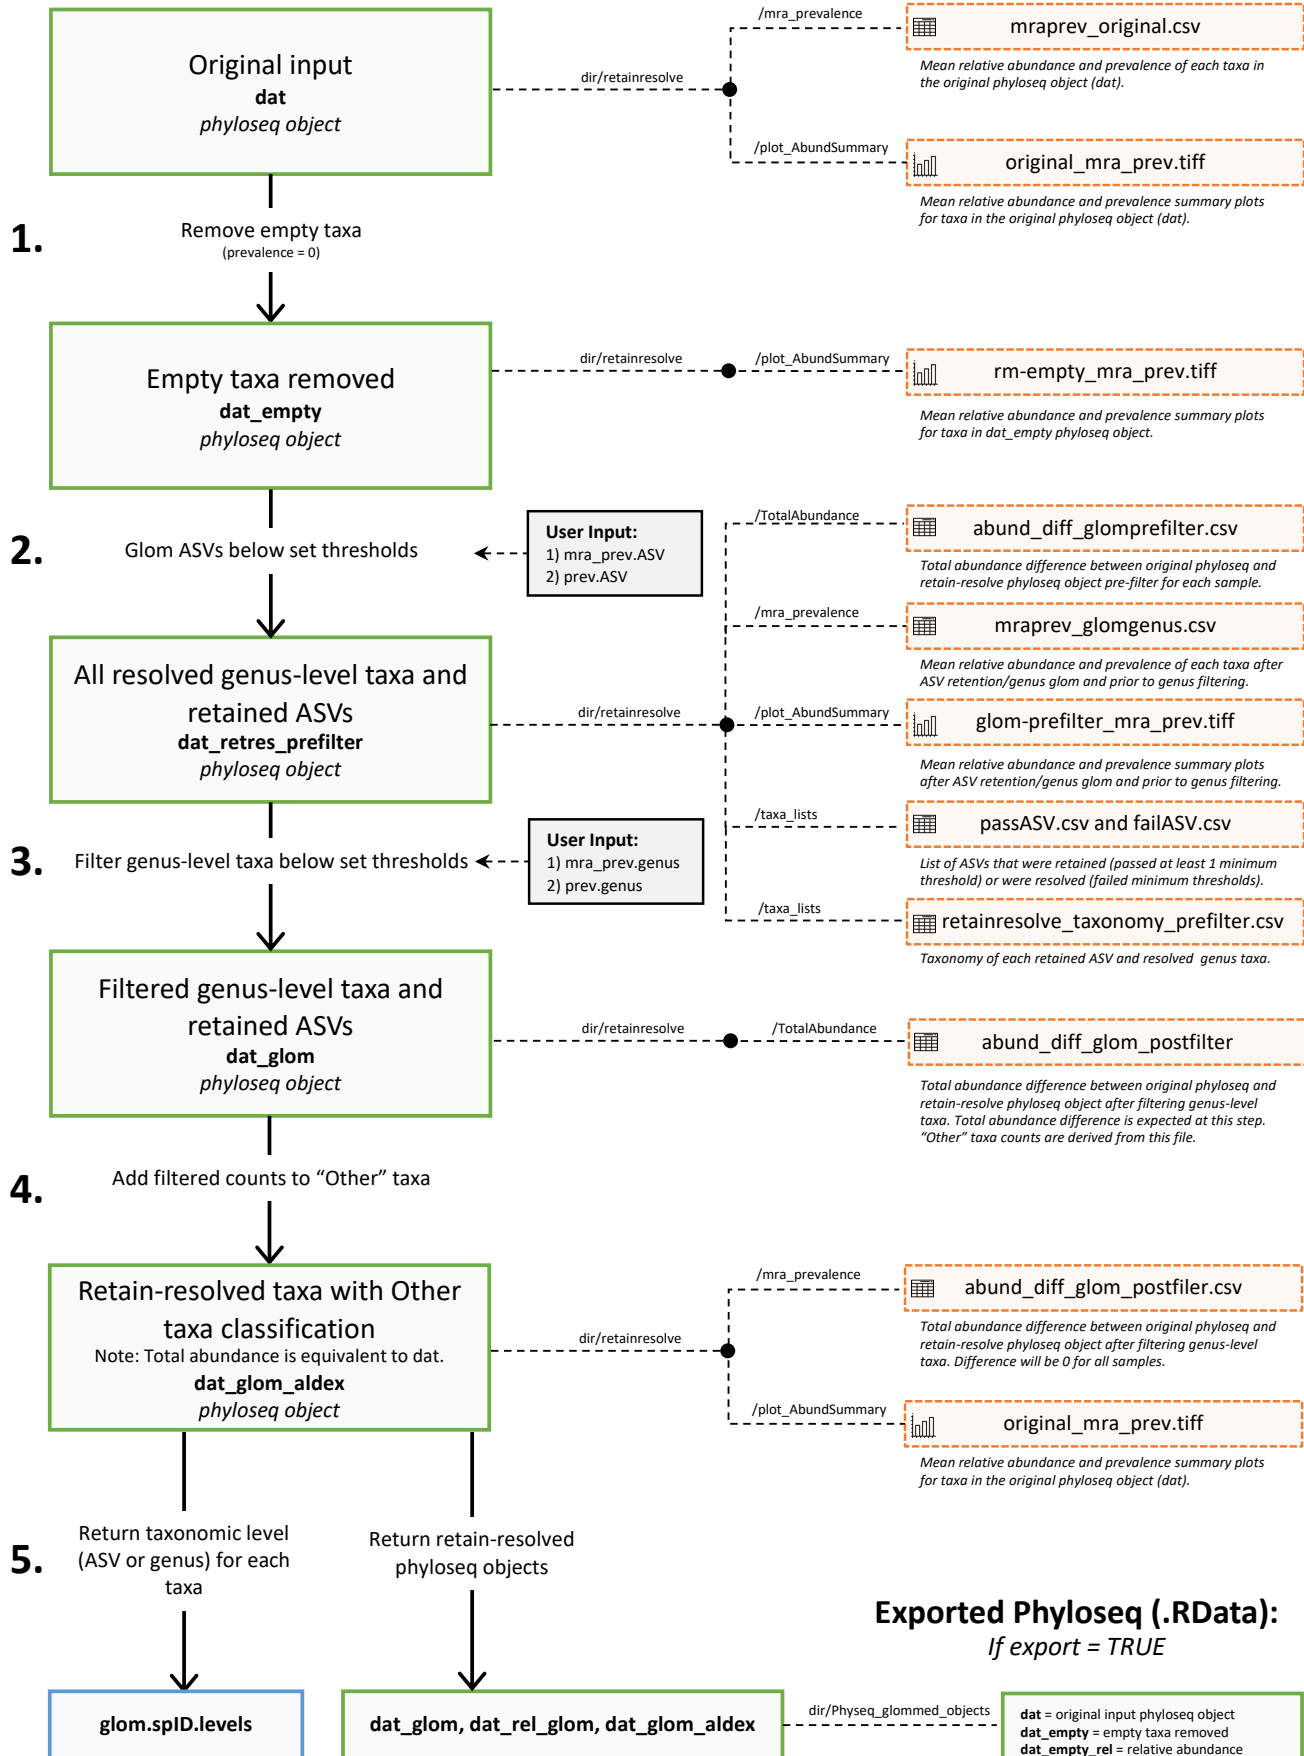 Original input
dat
phyloseq object
dir/retainresolve
/mra_prevalence
mraprev_original.csv
Mean relative abundance and prevalence of each taxa in
the original phyloseq object (dat).
/plot_AbundSummary
original_mra_prev.tiff
Mean relative abundance and prevalence summary plots
for taxa in the original phyloseq object (dat).
1.
Remove empty taxa
(prevalence = 0)
Empty taxa removed
dat_empty
phyloseq object
dir/retainresolve
/plot_AbundSummary
rm-empty_mra_prev.tiff
Mean relative abundance and prevalence summary plots
for taxa in dat_empty phyloseq object.
2.
Glom ASVs below set thresholds
User Input:
1) mra_prev.ASV
2) prev.ASV
All resolved genus-level taxa and
retained ASVs
dat_retres_prefilter
phyloseq object
dir/retainresolve
/TotalAbundance
abund_diff_glomprefilter.csv
Total abundance difference between original phyloseq and
retain-resolve phyloseq object pre-filter for each sample.
/mra_prevalence
mraprev_glomgenus.csv
Mean relative abundance and prevalence of each taxa after
ASV retention/genus glom and prior to genus filtering.
/plot_AbundSummary
glom-prefilter_mra_prev.tiff
Mean relative abundance and prevalence summary plots
after ASV retention/genus glom and prior to genus filtering.
/taxa_lists
passASV.csv and failASV.csv
List of ASVs that were retained (passed at least 1 minimum
threshold) or were resolved (failed minimum thresholds).
/taxa_lists
retainresolve_taxonomy_prefilter.csv
Taxonomy of each retained ASV and resolved genus taxa.
3.
Filter genus-level taxa below set thresholds
User Input:
1) mra_prev.genus
2) prev.genus
Filtered genus-level taxa and
retained ASVs
dat_glom
phyloseq object
dir/retainresolve
/TotalAbundance
abund_diff_glom_postfilter
Total abundance difference between original phyloseq and
retain-resolve phyloseq object after filtering genus-level
taxa. Total abundance difference is expected at this step.
“Other” taxa counts are derived from this file.
4.
Add filtered counts to “Other” taxa
Retain-resolved taxa with Other
taxa classification
Note: Total abundance is equivalent to dat.
dat_glom_aldex
phyloseq object
dir/retainresolve
/mra_prevalence
abund_diff_glom_postfiler.csv
Total abundance difference between original phyloseq and
retain-resolve phyloseq object after filtering genus-level
taxa. Difference will be 0 for all samples.
/plot_AbundSummary
original_mra_prev.tiff
Mean relative abundance and prevalence summary plots
for taxa in the original phyloseq object (dat).
5.
Return taxonomic level
(ASV or genus) for each
taxa
Return retain-resolved
phyloseq objects
Exported Phyloseq (.RData):
If export = TRUE
glom.spID.levels
dat_glom, dat_rel_glom, dat_glom_aldex
dir/Physeq_glommed_objects
dat = original input phyloseq object
dat_empty = empty taxa removed
dat_empty_rel = relative abundance